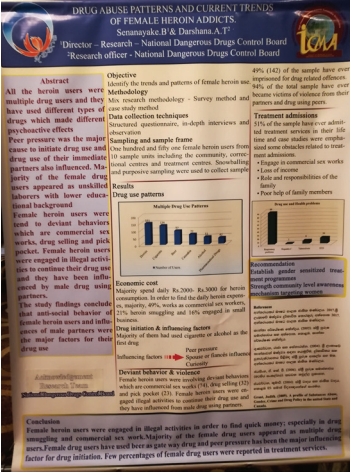 DRUG ABUSE PATTERNS AND CURRENT TRENDS
OF FEMALE HEROIN ADDICTS.
Senanayake.B¹ & Darshana.A.T²
¹Director – Research – National Dangerous Drugs Control Board
²Research officer - National Dangerous Drugs Control Board
Abstract
All the heroin users were
multiple drug users and they
have used different types of
drugs which made different
psychoactive effects
Peer pressure was the major
cause to initiate drug use and
drug use of their immediate
partners also influenced. Ma-
jority of the female drug
users appeared as unskilled
laborers with lower educa-
tional background
Female heroin users were
tend to deviant behaviors
which are commercial sex
works, drug selling and pick
pocket. Female heroin users
were engaged in illegal activi-
ties to continue their drug use
and they have been influ-
enced by male drug using
partners.
The study findings conclude
that anti-social behavior of
female heroin users and influ-
ences of male partners were
the major factors for their
drug use
Acknowledgement
Research Team
Objective
Identify the trends and patterns of female heroin use.
Methodology
Mix research methodology – Survey method and
case study method
Data collection techniques
Structured questionnaire, in-depth interviews and
observation
Sampling and sample frame
One hundred and fifty one female heroin users from
10 sample units including the community, correc-
tional centres and treatment centres. Snowballing
and purposive sampling were used to collect sample
Results
Drug use patterns
Multiple Drug Use Patterns
Economic cost
Majority spend daily Rs.2000- Rs.3000 for heroin
consumption. In order to find the daily heroin expan-
ses, majority, 49%, works as commercial sex workers,
21% heroin smuggling and 16% engaged in small
business.
Drug initiation & influencing factors
Majority of them had used cigarette or alcohol as the
first drug
Peer pressure
Influencing factors
Spouse or fiancés influence
Curiosity
Deviant behavior & violence
Female heroin users were involving deviant behaviors
which are commercial sex works (74), drug selling (32)
and pick pocket (23). Female heroin users were en-
gaged illegal activities to continue their drug use and
they have influenced from male drug using partners.
49% (142) of the sample have ever
imprisoned for drug related offences.
94% of the total sample have ever
became victims of violence from their
partners and drug using peers.
Treatment admissions
51% of the sample have ever admit-
ted treatment services in their life
time and case studies were empha-
sized some obstacles related to treat-
ment admissions.
• Engage in commercial sex works
• Loss of income
• Role and responsibilities of the
family
• Poor help of family members
Drug use and Health problems
Recommendation
Establish gender sensitized treat-
ment programmes
Strength community level awareness
mechanism targeting women
References
Conclusion
Female heroin users were engaged in illegal activities in order to find quick money; especially in drug
smuggling and commercial sex work.Majority of the female drug users appeared as multiple drug
users.Female drug users have used beer as gate way drug and peer pressure has been the major influencing
factor for drug initiation. Few percentages of female drug users were reported in treatment services.